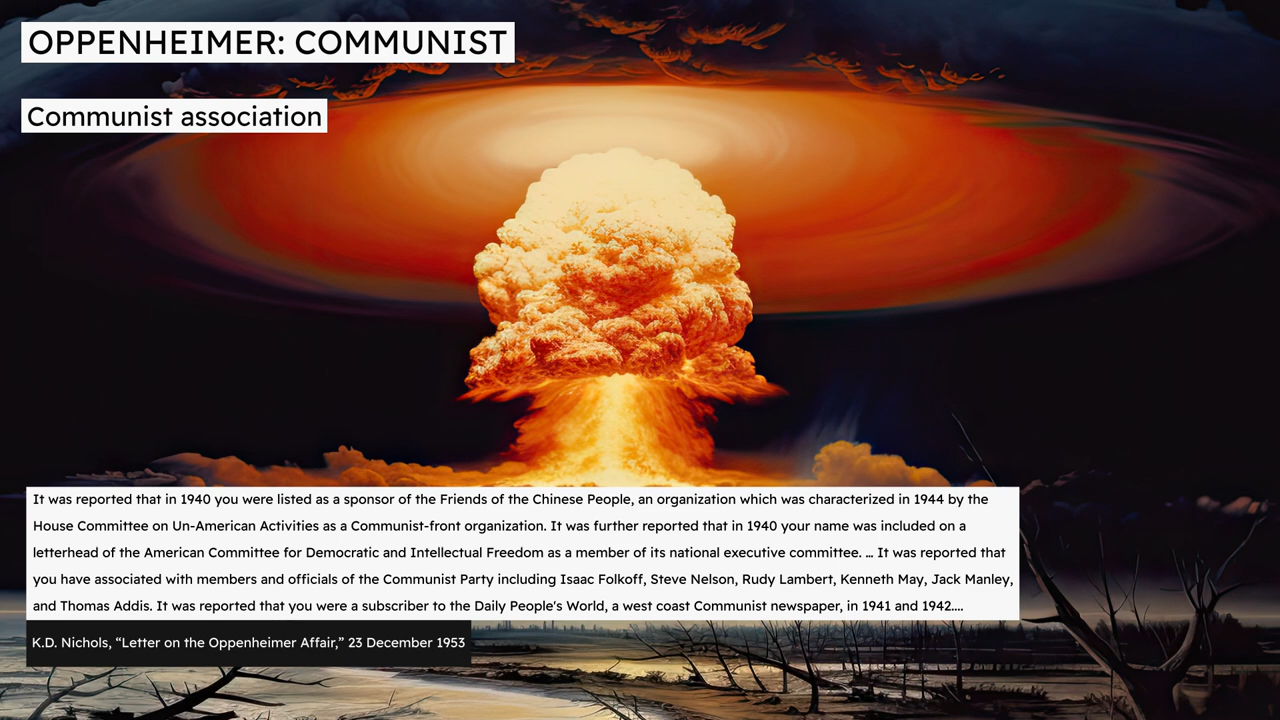 OPPENHEIMER: COMMUNIST
Communist association
It was reported that in 1940 you were listed as a sponsor of the Friends of the Chinese People, an organization which was characterized in 1944 by the
House Committee on Un-American Activities as a Communist-front organization. It was further reported that in 1940 your name was included on a
letterhead of the American Committee for Democratic and Intellectual Freedom as a member of its national executive committee. … It was reported that
you have associated with members and officials of the Communist Party including Isaac Folkoff, Steve Nelson, Rudy Lambert, Kenneth May, Jack Manley,
and Thomas Addis. It was reported that you were a subscriber to the Daily People's World, a west coast Communist newspaper, in 1941 and 1942....
K.D. Nichols, “Letter on the Oppenheimer Affair,” 23 December 1953